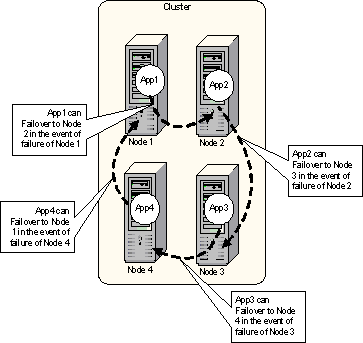 Cluster
App1
App2
App1 can
Failover to Node
2 in the event of
failure of Node 1
Node 1
Node 2
App2 can
Failover to Node
3 in the event of
failure of Node 2
App4 can
Failover to Node
1 in the event of
failure of Node 4
App4
App3
Node 4
Node 3
App3 can
Failover to Node
4 in the event of
failure of Node 3